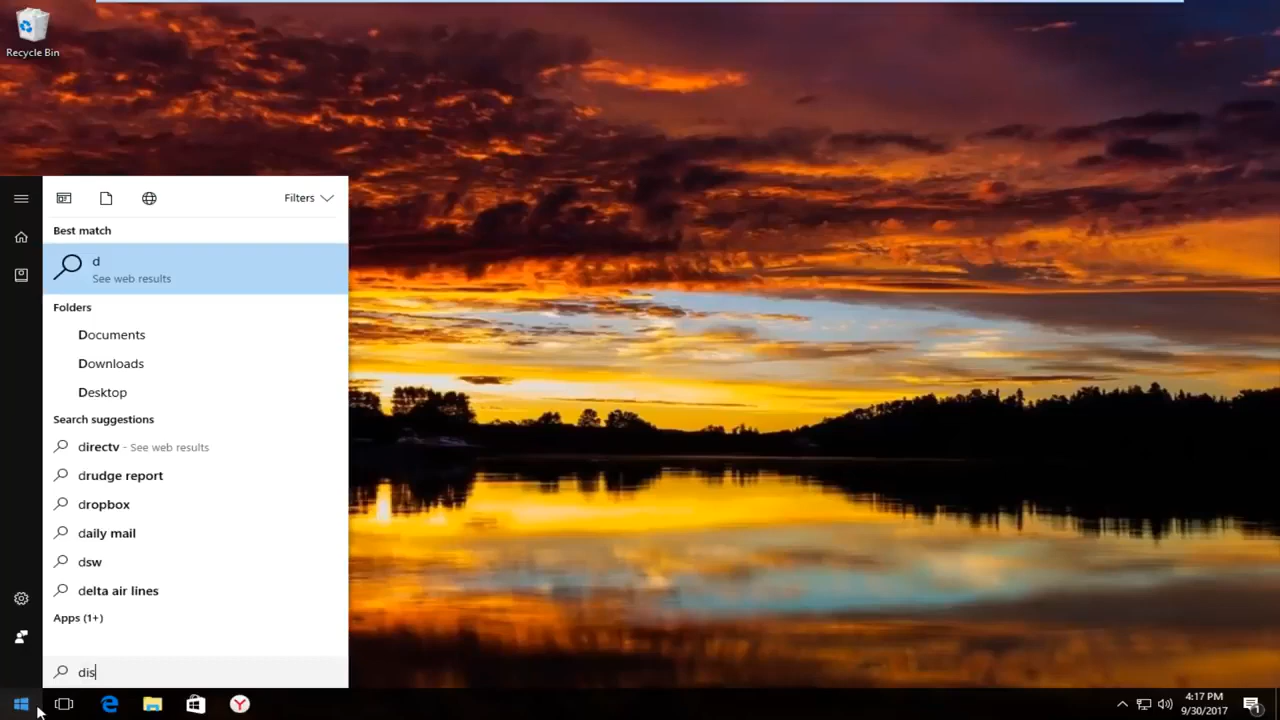 Recycle Bin
Filters
Best match
d
See web results
Folders
Documents
Downloads
Desktop
Search suggestions
directv - See web results
drudge report
dropbox
daily mail
dsw
delta air lines
Apps (1+)
dis
4:17 PM
9/30/2017
1